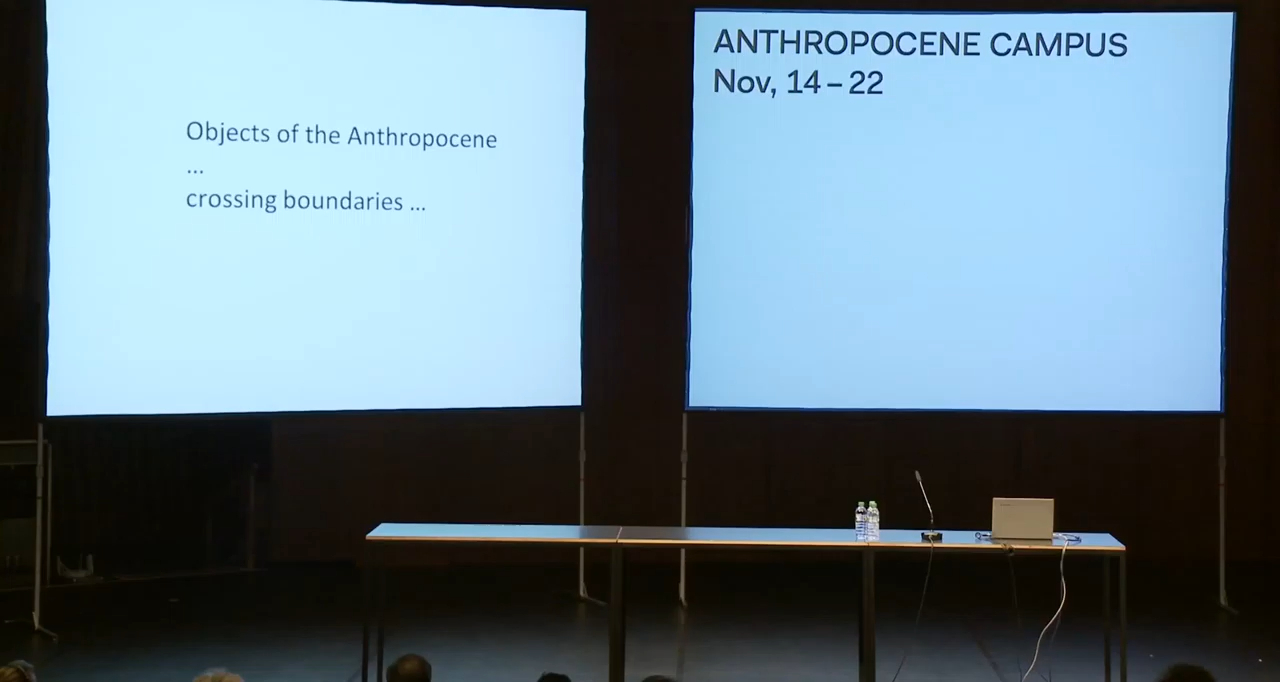 Objects of the Anthropocene
…
crossing boundaries …
ANTHROPOCENE CAMPUS
Nov, 14 – 22